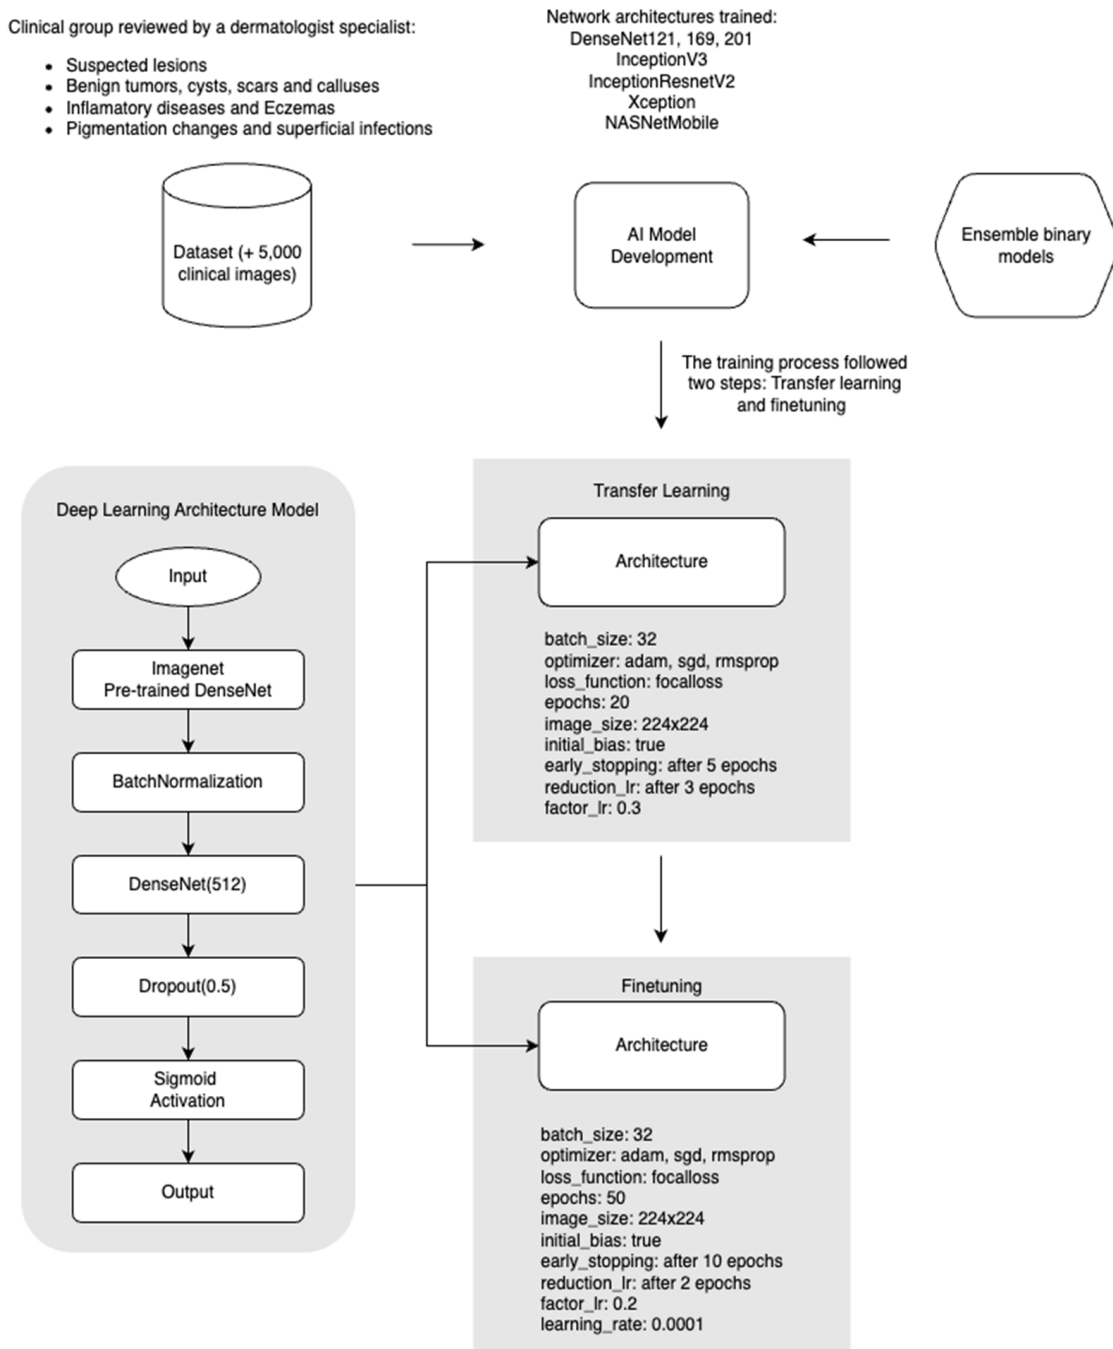 Clinical group reviewed by a dermatologist specialist:
• Suspected lesions
• Benign tumors, cysts, scars and calluses
• Inflamatory diseases and Eczemas
• Pigmentation changes and superficial infections
Network architectures trained:
DenseNet121, 169, 201
InceptionV3
InceptionResnetV2
Xception
NASNetMobile
Dataset (+ 5,000
clinical images)
AI Model
Development
Ensemble binary
models
The training process followed
two steps: Transfer learning
and finetuning
Deep Learning Architecture Model
Input
Imagenet
Pre-trained DenseNet
BatchNormalization
DenseNet(512)
Dropout(0.5)
Sigmoid
Activation
Output
Transfer Learning
Architecture
batch_size: 32
optimizer: adam, sgd, rmsprop
loss_function: focalloss
epochs: 20
image_size: 224x224
initial_bias: true
early_stopping: after 5 epochs
reduction_lr: after 3 epochs
factor_lr: 0.3
Finetuning
Architecture
batch_size: 32
optimizer: adam, sgd, rmsprop
loss_function: focalloss
epochs: 50
image_size: 224x224
initial_bias: true
early_stopping: after 10 epochs
reduction_lr: after 2 epochs
factor_lr: 0.2
learning_rate: 0.0001